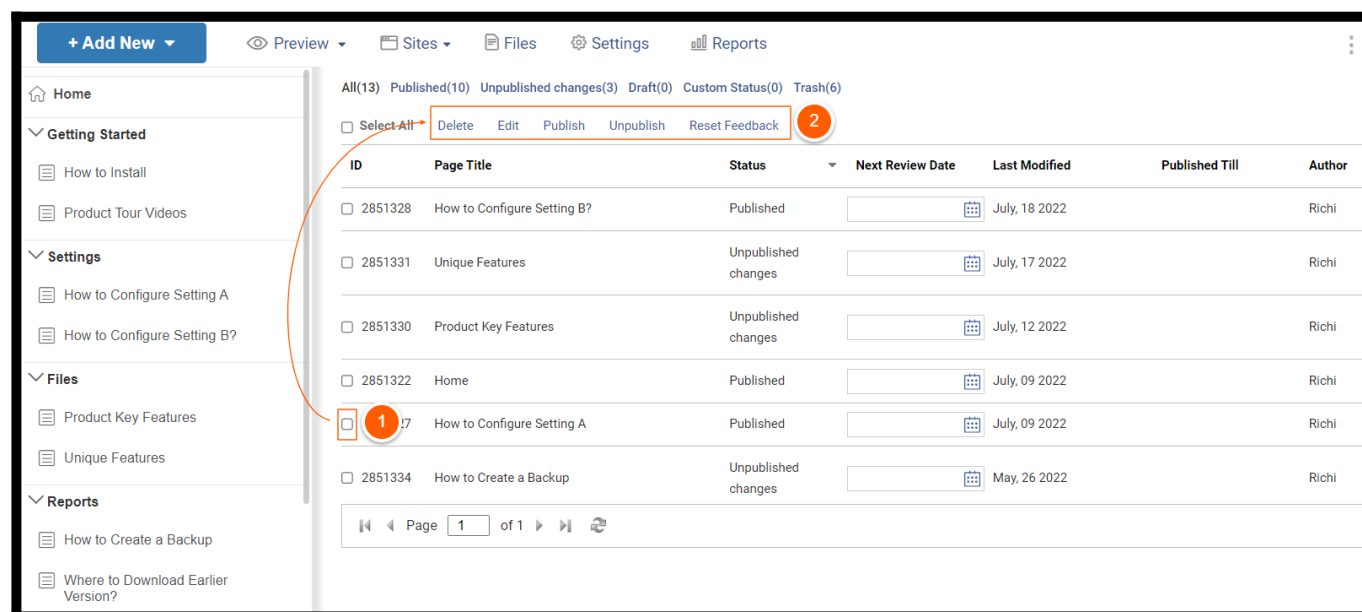 + Add New Preview Sites Files Settings Reports
Home
Getting Started
How to Install
Product Tour Videos
Settings
How to Configure Setting A
How to Configure Setting B?
Files
Product Key Features
Unique Features
Reports
How to Create a Backup
Where to Download Earlier
Version?
All(13) Published(10) Unpublished changes(3) Draft(0) Custom Status(0) Trash(6)
Select All Delete Edit Publish Unpublish Reset Feedback 2
ID Page Title Status Next Review Date Last Modified Published Till Author
2851328 How to Configure Setting B? Published July, 18 2022 Richi
2851331 Unique Features Unpublished changes July, 17 2022 Richi
2851330 Product Key Features Unpublished changes July, 12 2022 Richi
2851322 Home Published July, 09 2022 Richi
1 7 How to Configure Setting A Published July, 09 2022 Richi
2851334 How to Create a Backup Unpublished changes May, 26 2022 Richi
Page 1 of 1